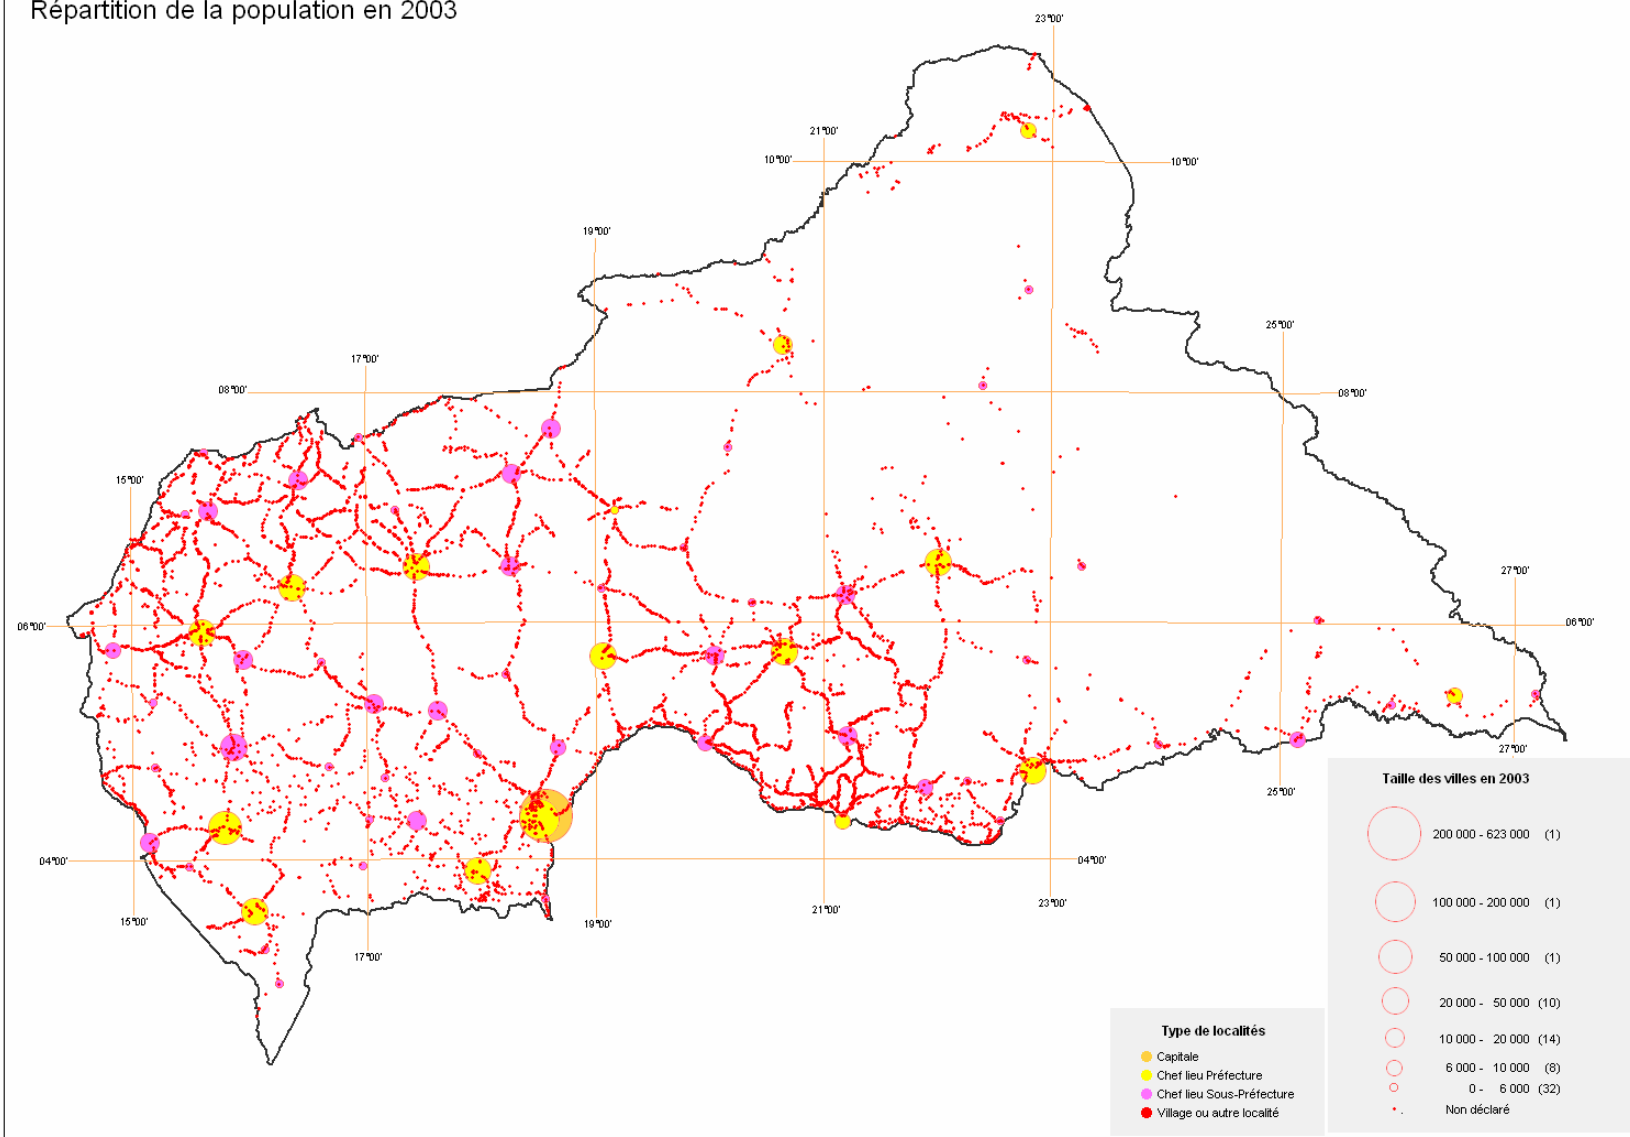 Répartition de la population en 2003
23°00'
21°00'
10°00'
10°00'
19°00'
25°00'
17°00'
08°00'
08°00'
15°00'
27°00'
06°00'
06°00'
27°00'
25°00'
04°00'
04°00'
15°00'
19°00'
21°00'
23°00'
17°00'
Taille des villes en 2003
200 000 - 623 000 (1)
100 000 - 200 000 (1)
50 000 - 100 000 (1)
20 000 - 50 000 (10)
10 000 - 20 000 (14)
6 000 - 10 000 (8)
0 - 6 000 (32)
Non déclaré
Type de localités
Capitale
Chef lieu Préfecture
Chef lieu Sous-Préfecture
Village ou autre localité